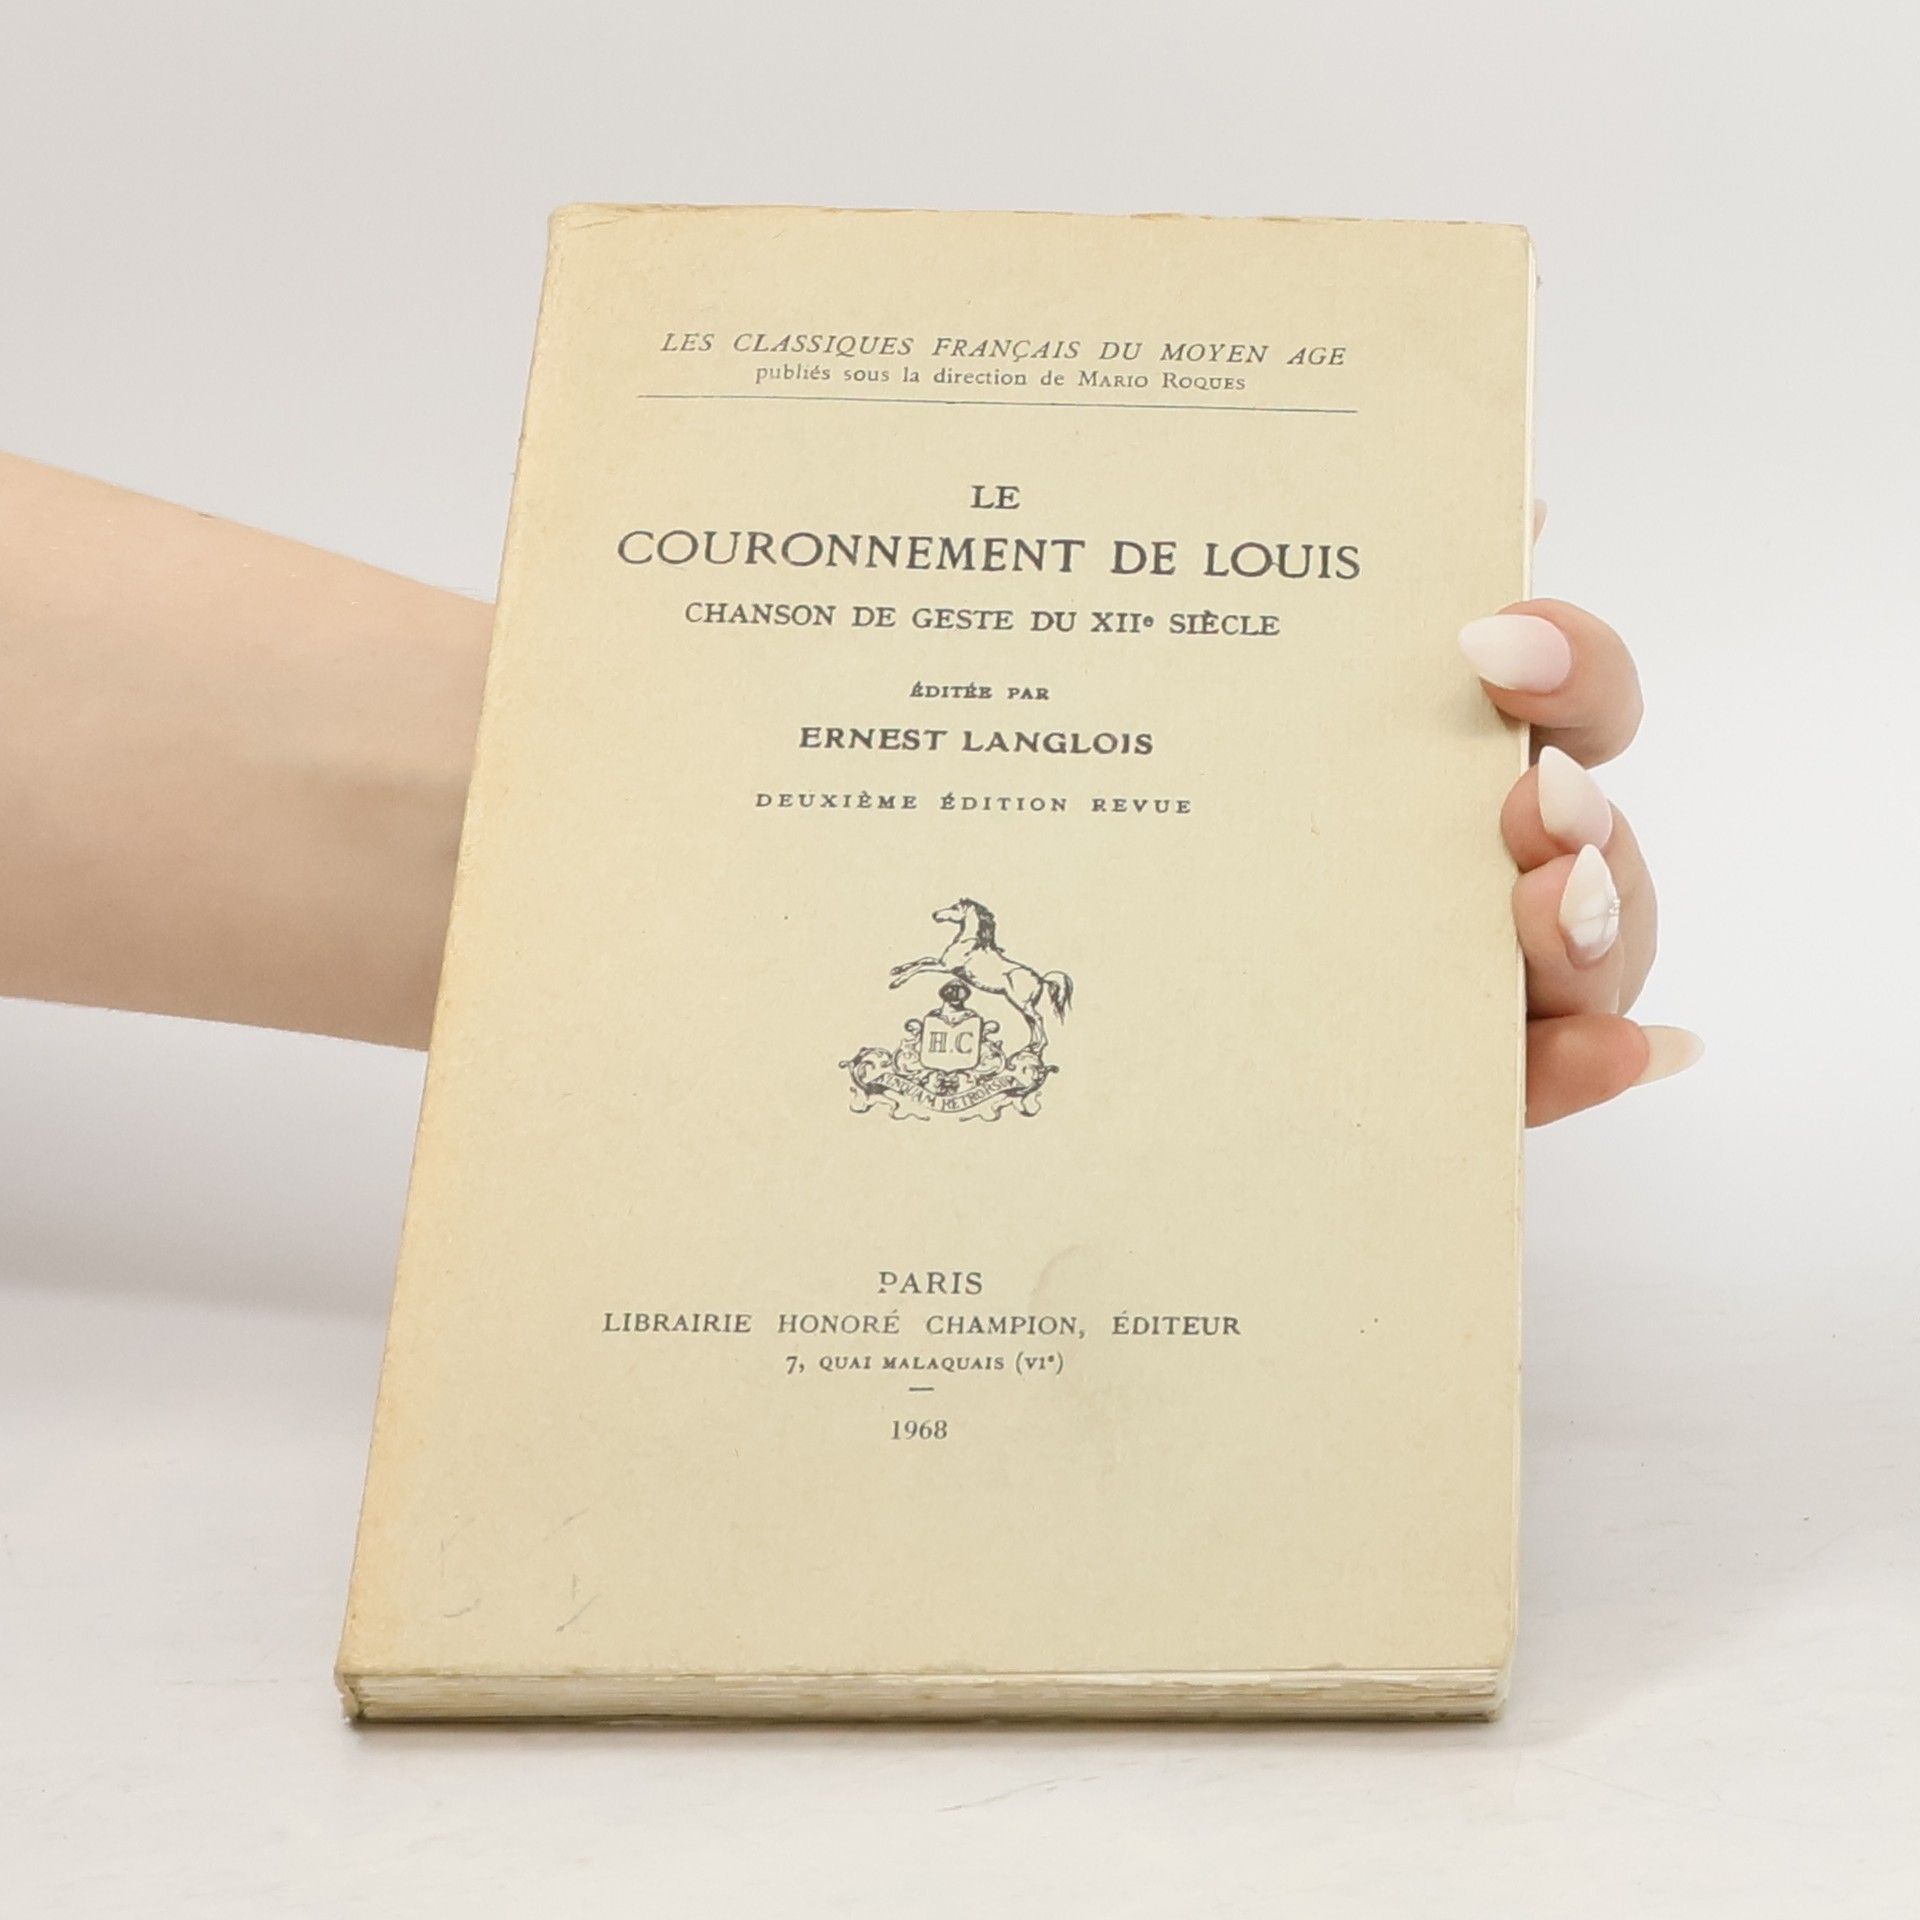 LES CLASSIQUES FRANÇAIS DU MOYEN AGE
publiés sous la direction de MARIO ROQUES
LE
COURONNEMENT DE LOUIS
CHANSON DE GESTE DU XIIe SIÈCLE
ÉDITÉE PAR
ERNEST LANGLOIS
DEUXIÈME ÉDITION REVUE
H.C
NUNQUAM RETRORSUM
PARIS
LIBRAIRIE HONORÉ CHAMPION, ÉDITEUR
7, QUAI MALAQUAIS (VIe)
1968